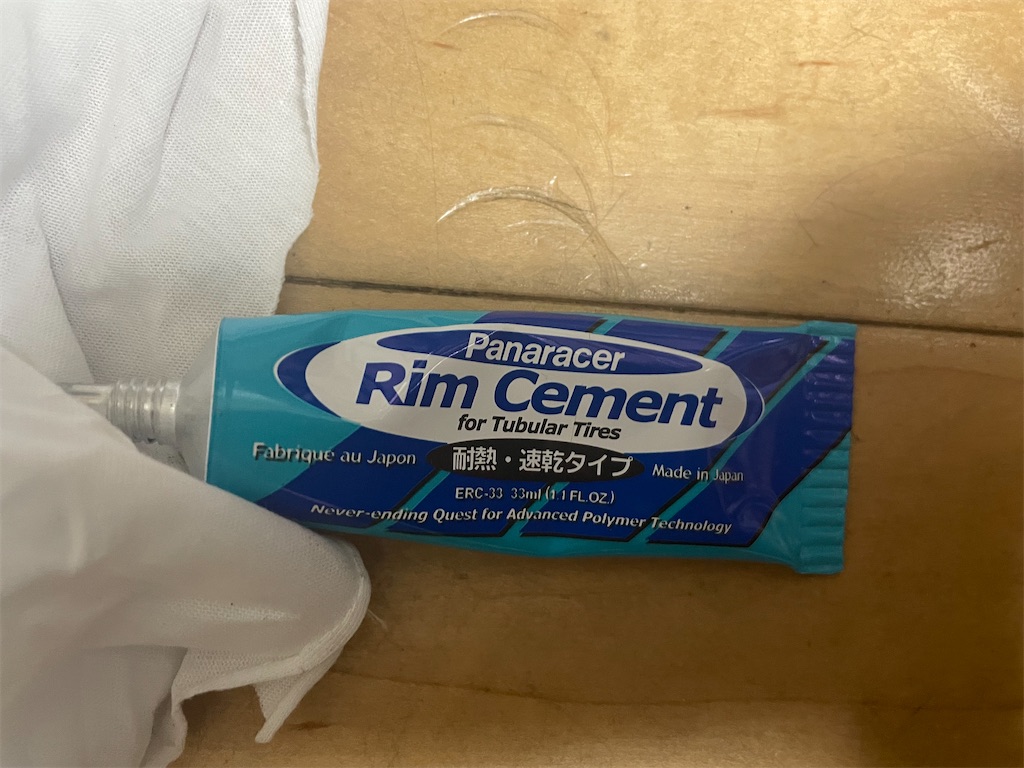 Panaracer
Rim Cement
for Tubular Tires
Fabriqué au Japon
耐熱・速乾タイプ
Made in Japan
ERC-33 33ml (1.1 FL.OZ.)
Never-ending Quest for Advanced Polymer Technology